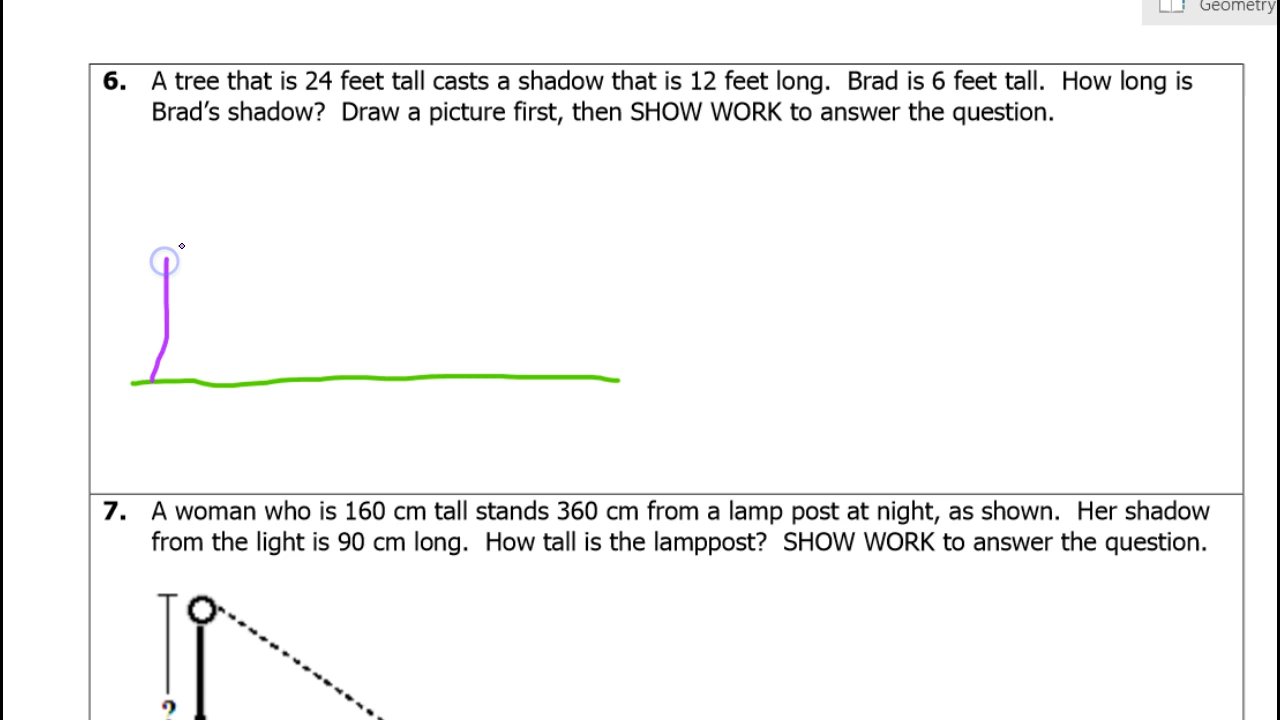 Geometry
6. A tree that is 24 feet tall casts a shadow that is 12 feet long. Brad is 6 feet tall. How long is
Brad's shadow? Draw a picture first, then SHOW WORK to answer the question.
7. A woman who is 160 cm tall stands 360 cm from a lamp post at night, as shown. Her shadow
from the light is 90 cm long. How tall is the lamppost? SHOW WORK to answer the question.
?